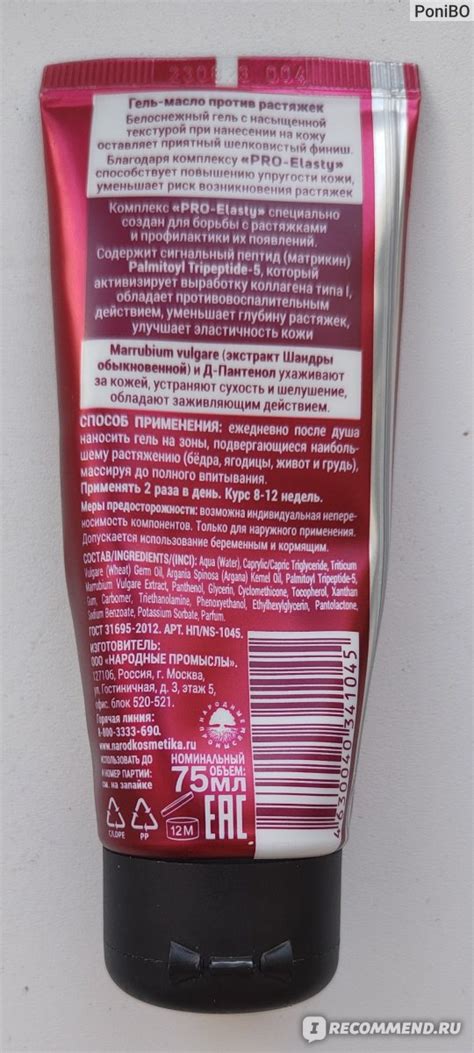 PoniBO
Гель-масло против растяжек
Белоснежный гель с насыщенной
текстурой при нанесении на кожу
оставляет приятный шелковистый финиш.
Благодаря комплексу «PRO-Elasty»
способствует повышению упругости кожи,
уменьшает риск возникновения растяжек
Комплекс «PRO-Elasty» специально
создан для борьбы с растяжками
и профилактики их появлений.
Содержит сигнальный пептид (матрикин)
Palmitoyl Tripeptide-5, который
активизирует выработку коллагена типа I,
обладает противовоспалительным
действием, уменьшает глубину растяжек,
улучшает эластичность кожи
Marrubium vulgare (экстракт Шандры
обыкновенной) и Д-Пантенол ухаживают
за кожей, устраняют сухость и шелушение,
обладают заживляющим действием.
СПОСОБ ПРИМЕНЕНИЯ: ежедневно после душа
наносить гель на зоны, подвергающиеся наиболь-
шему растяжению (бёдра, ягодицы, живот и грудь),
массируя до полного впитывания.
Применять 2 раза в день. Курс 8-12 недель.
Меры предосторожности: возможна индивидуальная непере-
носимость компонентов. Только для наружного применения.
Допускается использование беременным и кормящим.
СОСТАВ/INGREDIENTS/(INCI): Aqua (Water), Caprylic/Capric Triglyceride, Triticum
Vulgare (Wheat) Germ Oil, Argania Spinosa (Argana) Kernel Oil, Palmitoyl Tripeptide-5,
Marrubium Vulgare Extract, Panthenol, Glycerin, Cyclomethicone, Tocopherol, Xanthan
Gum, Carbomer, Triethanolamine, Phenoxyethanol, Ethylhexylglycerin, Pantolactone,
Sodium Benzoate, Potassium Sorbate, Parfum.
ГОСТ 31695-2012. АРТ. НП/NS-1045.
ИЗГОТОВИТЕЛЬ:
ООО «НАРОДНЫЕ ПРОМЫСЛЫ».
127106, Россия, г. Москва,
ул. Гостиничная, д. 3, этаж 5,
офис. блок 520-521.
Горячая линия:
8-800-3333-690.
www.narodkosmetika.ru
ИСПОЛЬЗОВАТЬ ДО
И НОМЕР ПАРТИИ:
см. на запайке
НОМИНАЛЬНЫЙ
ОБЪЕМ:
75МЛ
НАРОДНЫЕ
ПРОМЫСЛЫ
C/LDPE
PP
12M
EAC
4630040 341045
IRECOMMEND.RU